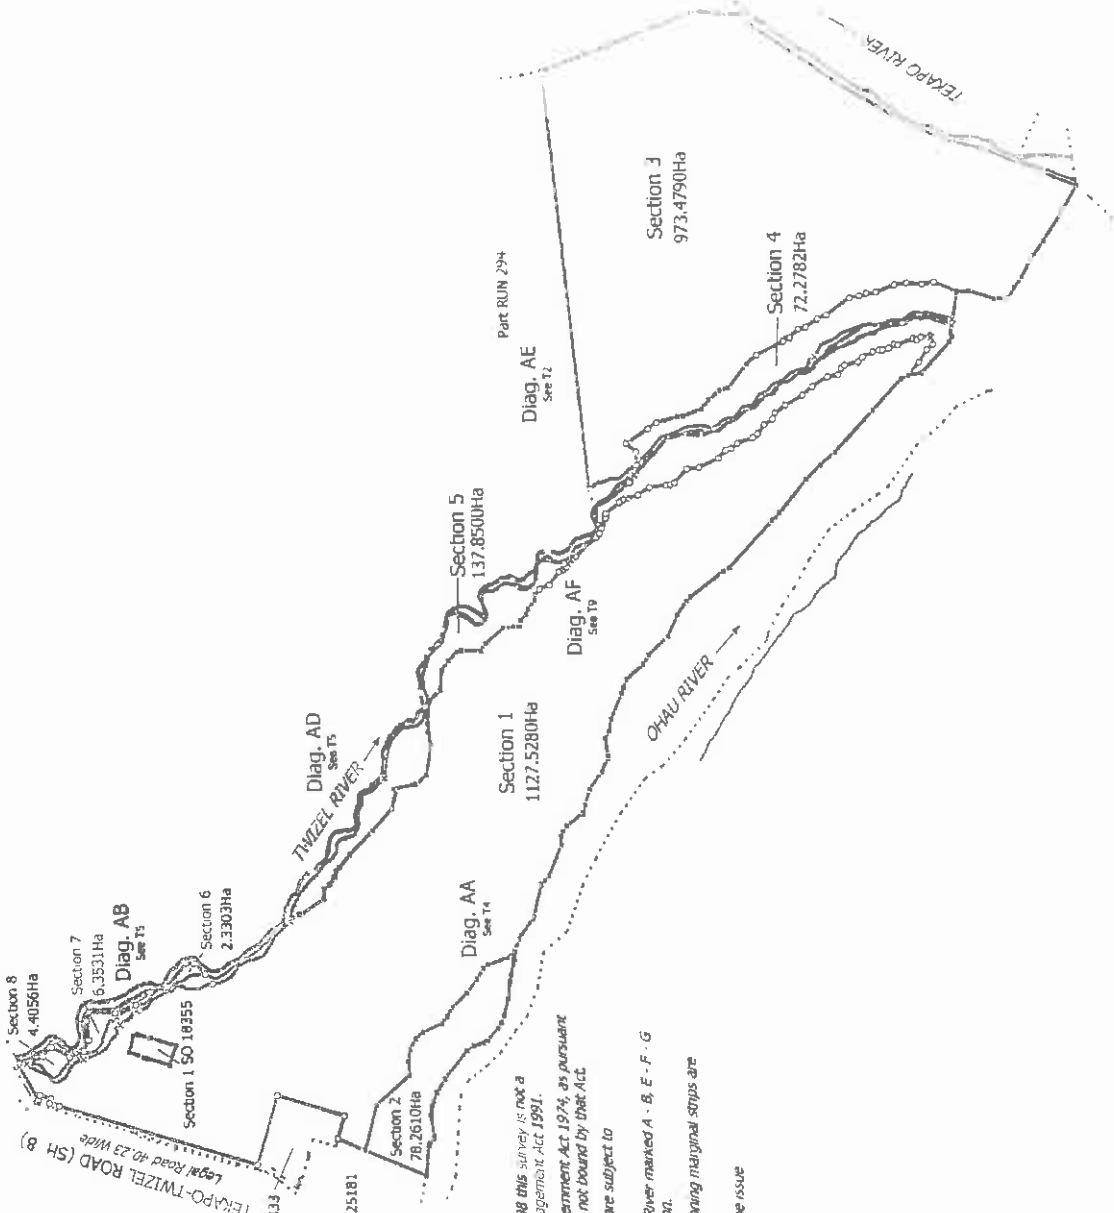 TEKAPO RIVER
Section 3
973.4790Ha
Section 4
72.2782Ha
Part RUN 294
Diag. AE
See T2
Section 5
137.8500Ha
Diag. AF
See T9
Diag. AD
See T5
TWIZEL RIVER
Section 1
1127.5280Ha
OHAU RIVER
Diag. AA
See T4
Section 6
2.3303Ha
Diag. AB
See T5
Section 7
6.3531Ha
Section 8
4.4056Ha
Section 1 SO 18355
Section 2
78.2610Ha
TEKAPO-TWIZEL ROAD (SH 8)
Legal Road 40.23 Wide
133
25181
this survey is not a
agement Act 1991.
ernment Act 1974, as pursuant
not bound by that Act.
are subject to
River marked A - B, E - F - G
on.
oning marginal strips are
issue